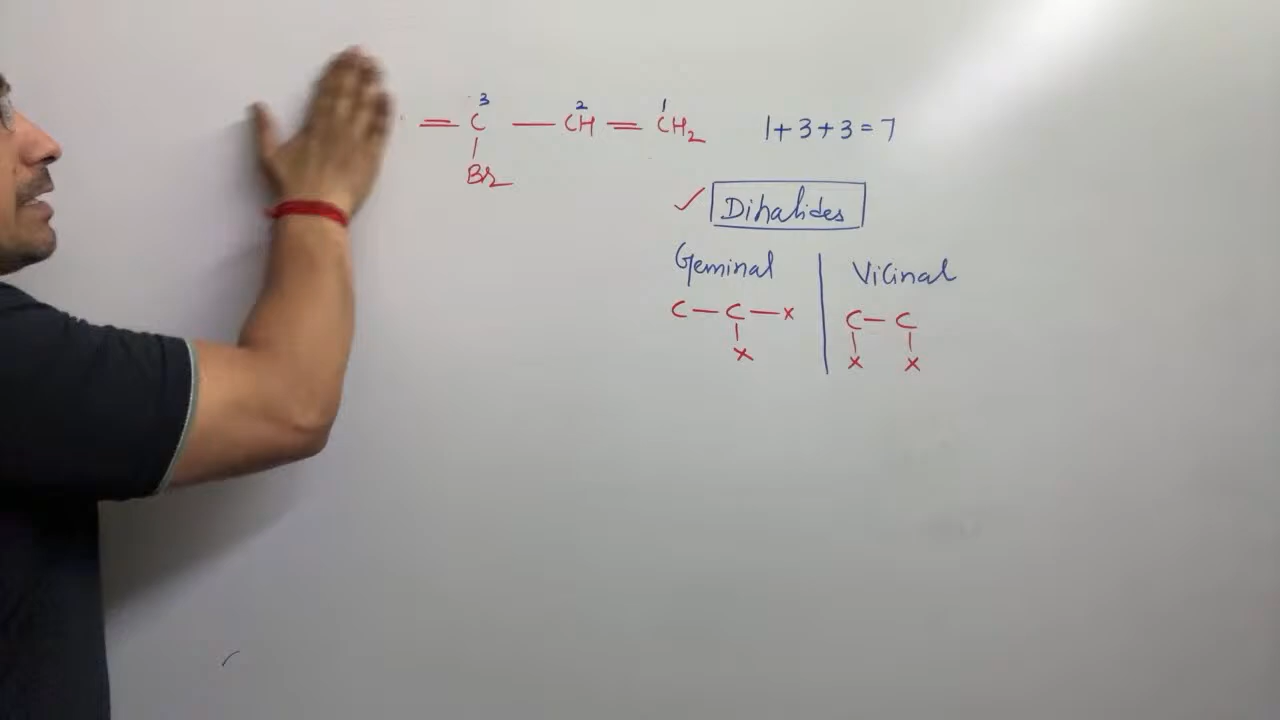 3 2 1
= C — CH = CH2 1+3+3=7
Br
✓ Dihalides
Geminal | Vicinal
C — C — x C — C
x x x